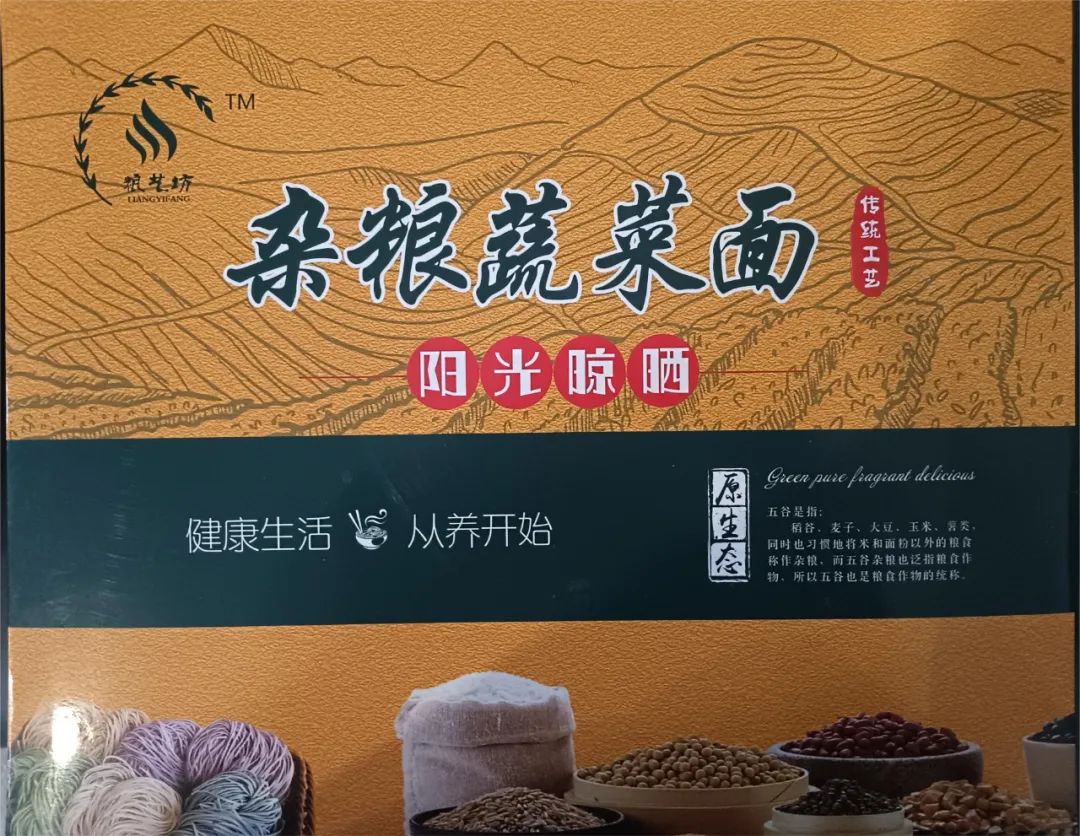 TM
粮艺坊
LIANGYIFANG
杂粮蔬菜面
传统工艺
阳光晾晒
健康生活 从养开始
原生态
Green pure fragrant delicious
五谷是指:
稻谷、麦子、大豆、玉米、薯类,
同时也习惯地将米和面粉以外的粮食
称作杂粮,而五谷杂粮也泛指粮食作
物。所以五谷也是粮食作物的统称。